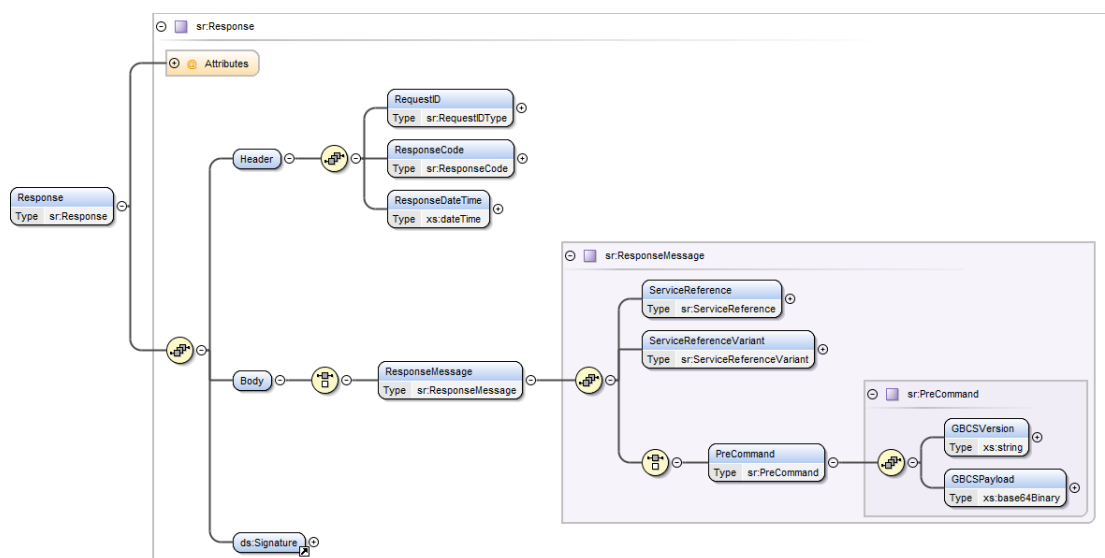 sr:Response
@ Attributes
RequestID
Type sr:RequestIDType
Header
ResponseCode
Type sr:ResponseCode
Response
Type sr:Response
ResponseDateTime
Type xs:dateTime
sr:ResponseMessage
ServiceReference
Type sr:ServiceReference
ServiceReferenceVariant
Type sr:ServiceReferenceVariant
Body
ResponseMessage
Type sr:ResponseMessage
sr:PreCommand
GBCSVersion
Type xs:string
PreCommand
Type sr:PreCommand
GBCSPayload
Type xs:base64Binary
ds:Signature